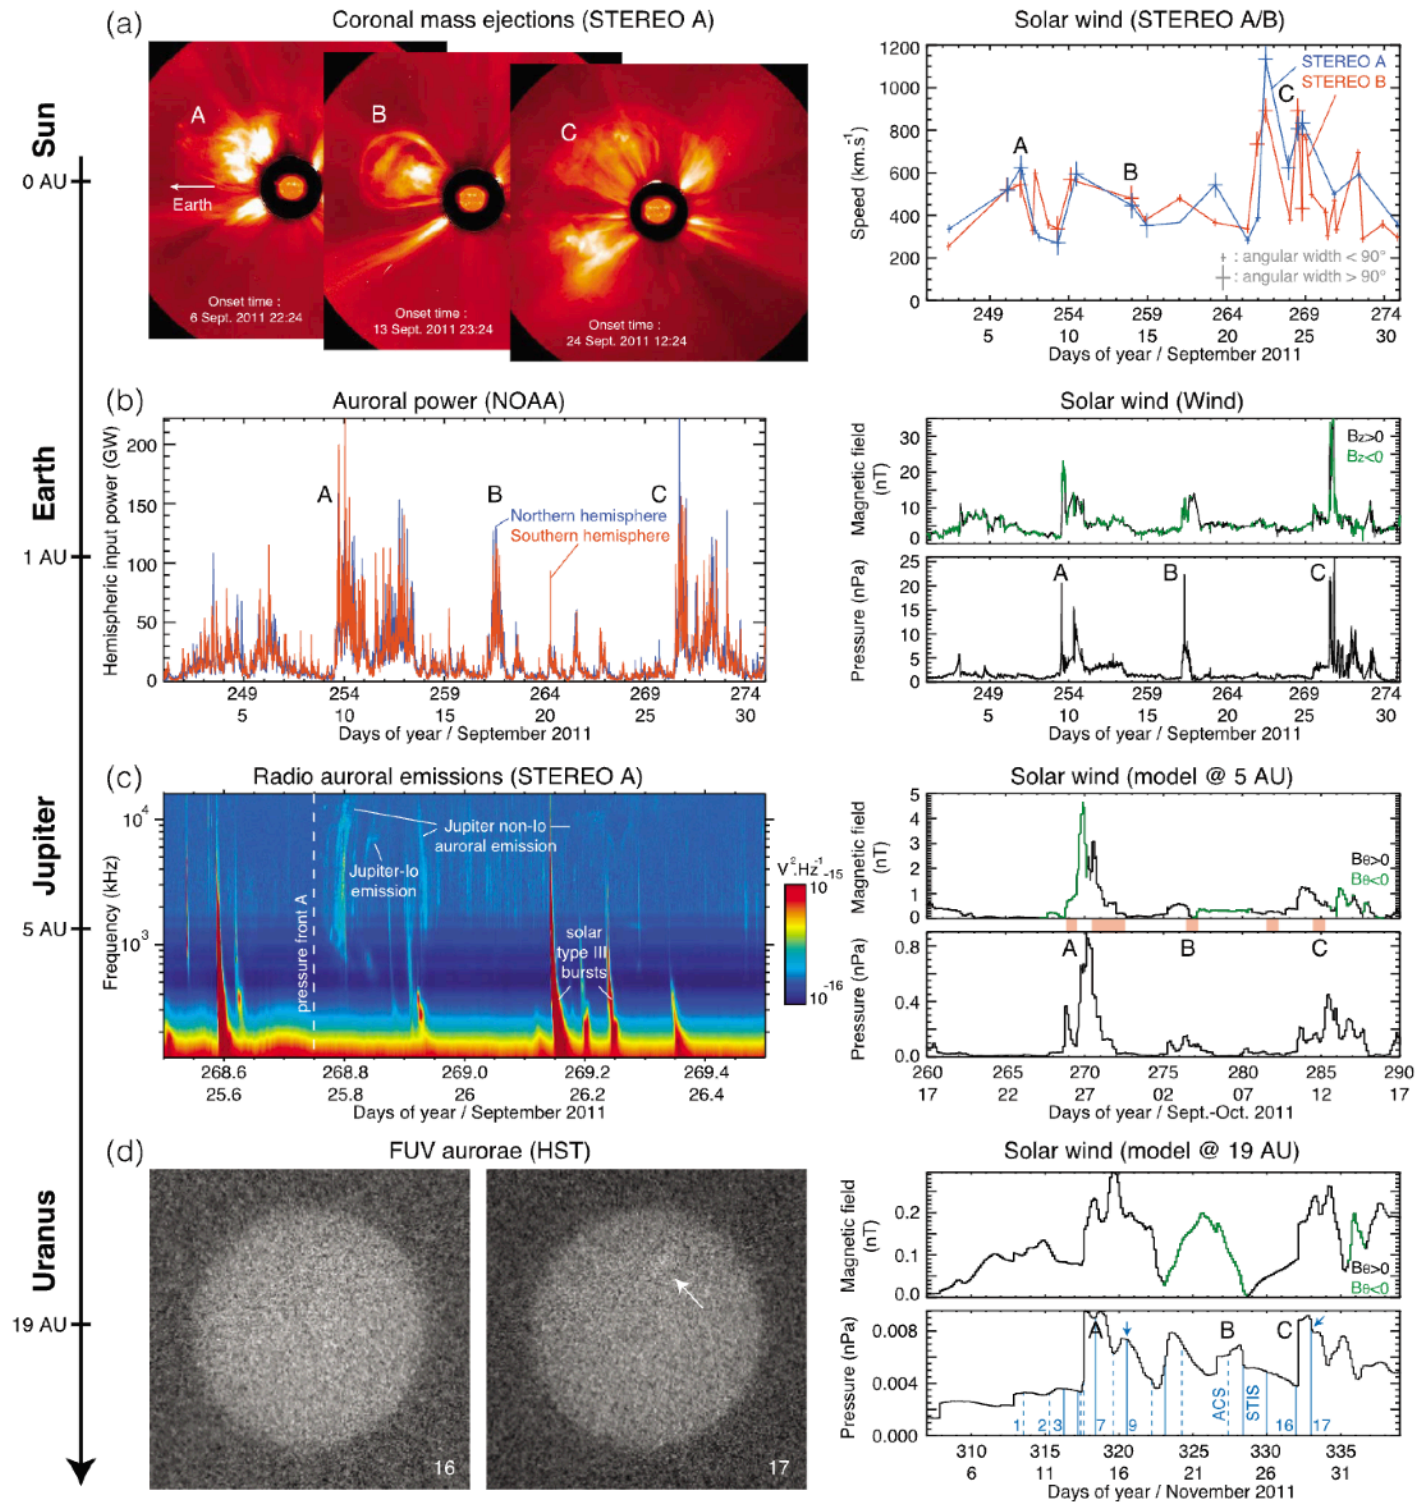 (a)
Coronal mass ejections (STEREO A)
Solar wind (STEREO A/B)
Sun
0 AU
A
Earth
Onset time :
6 Sept. 2011 22:24
B
Onset time :
13 Sept. 2011 23:24
C
Onset time :
24 Sept. 2011 12:24
Speed (km.s-1)
1200
1000
800
600
400
200
0
A
B
C
STEREO A
STEREO B
: angular width < 90°
: angular width > 90°
249 254 259 264 269 274
5 10 15 20 25 30
Days of year / September 2011
(b)
Auroral power (NOAA)
Solar wind (Wind)
Earth
1 AU
Hemispheric input power (GW)
200
150
100
50
0
A
B
C
Northern hemisphere
Southern hemisphere
249 254 259 264 269 274
5 10 15 20 25 30
Days of year / September 2011
Magnetic field
(nT)
30
20
10
0
Bz>0
Bz<0
Pressure (nPa)
25
20
15
10
5
0
A
B
C
249 254 259 264 269 274
5 10 15 20 25 30
Days of year / September 2011
(c)
Radio auroral emissions (STEREO A)
Solar wind (model @ 5 AU)
Jupiter
5 AU
Frequency (kHz)
10^4
10^3
pressure front A
Jupiter non-Io
auroral emission
Jupiter-Io
emission
solar
type III
bursts
V².Hz-1
10-15
10-16
268.6 268.8 269.0 269.2 269.4
25.6 25.8 26.0 26.2 26.4
Days of year / September 2011
Magnetic field
(nT)
5
4
3
2
1
0
Bθ>0
Bθ<0
Pressure (nPa)
0.8
0.4
0.0
A
B
C
260 265 270 275 280 285 290
17 22 27 02 07 12 17
Days of year / Sept.-Oct. 2011
(d)
FUV aurorae (HST)
Solar wind (model @ 19 AU)
Uranus
19 AU
16
17
Magnetic field
(nT)
0.2
0.1
0.0
Bθ>0
Bθ<0
Pressure (nPa)
0.008
0.004
0.000
A
B
C
1
2
3
7
9
ACS
STIS
16
17
310 315 320 325 330 335
6 11 16 21 26 31
Days of year / November 2011